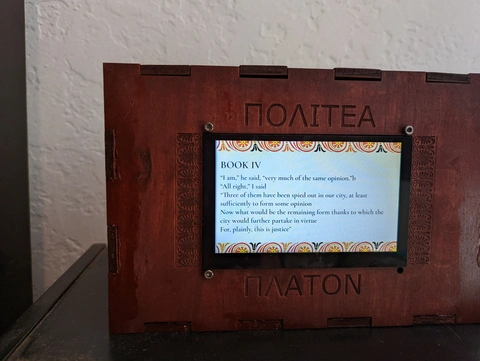 ΠΟΛΙΤΕΑ
BOOK IV
“I am,” he said, “very much of the same opinion.”b
“All right,” I said
“Three of them have been spied out in our city, at least
sufficiently to form some opinion
Now what would be the remaining form thanks to which the
city would further partake in virtue
For, plainly, this is justice”
ΠΛΑΤΟΝ